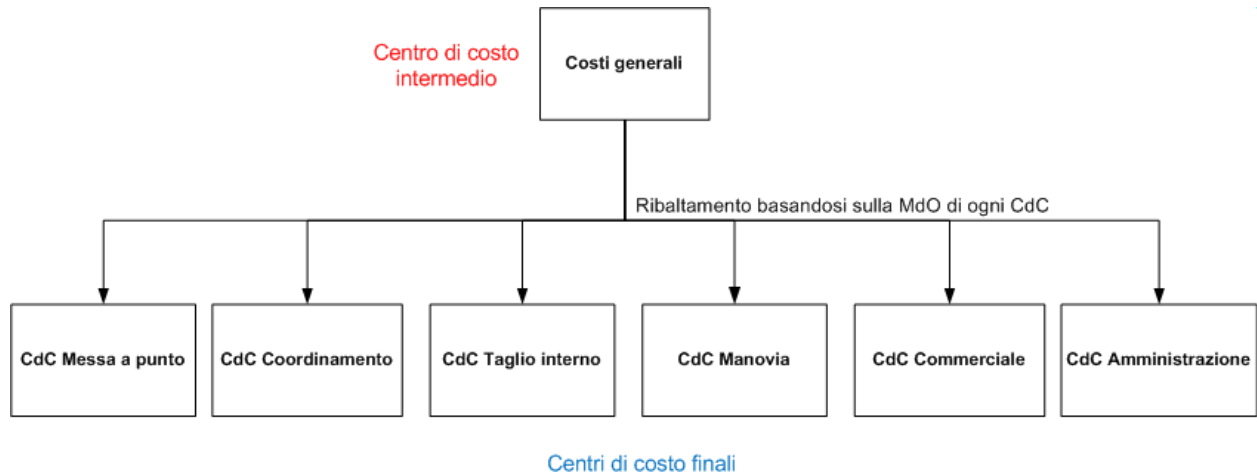 Centro di costo
intermedio
Costi generali
Ribaltamento basandosi sulla MdO di ogni CdC
CdC Messa a punto
CdC Coordinamento
CdC Taglio interno
CdC Manovia
CdC Commerciale
CdC Amministrazione
Centri di costo finali